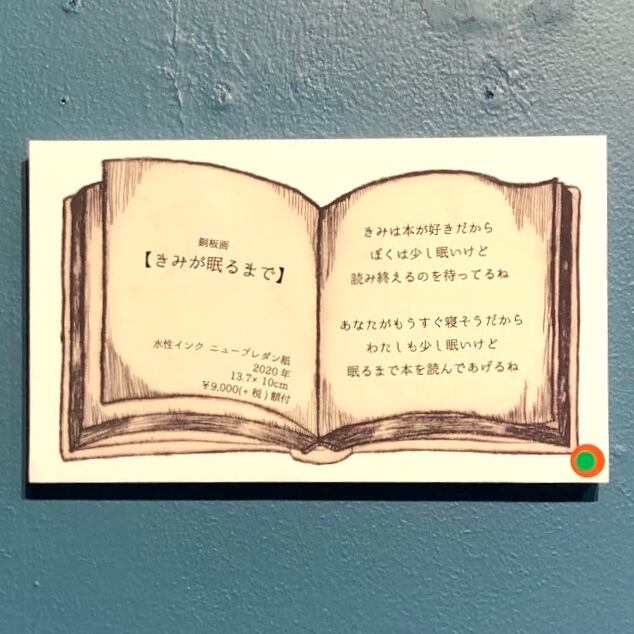 銅板画
【きみが眠るまで】
水性インク ニューブレダン紙
2020年
13.7×10cm
¥9,000(+税)額付
きみは本が好きだから
ぼくは少し眠いけど
読み終えるのを待ってるね
あなたがもうすぐ寝そうだから
わたしも少し眠いけど
眠るまで本を読んであげるね